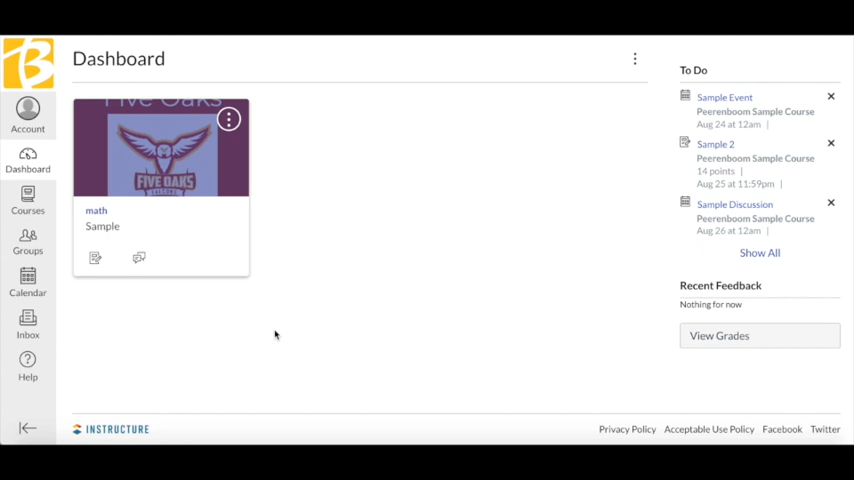 B
Account
Dashboard
Courses
Groups
Calendar
Inbox
Help
Dashboard
Five Oaks
FIVE OAKS
FALCONS
math
Sample
To Do
Sample Event
Peerenboom Sample Course
Aug 24 at 12am |
Sample 2
Peerenboom Sample Course
14 points |
Aug 25 at 11:59pm |
Sample Discussion
Peerenboom Sample Course
Aug 26 at 12am |
Show All
Recent Feedback
Nothing for now
View Grades
INSTRUCTURE
Privacy Policy Acceptable Use Policy Facebook Twitter